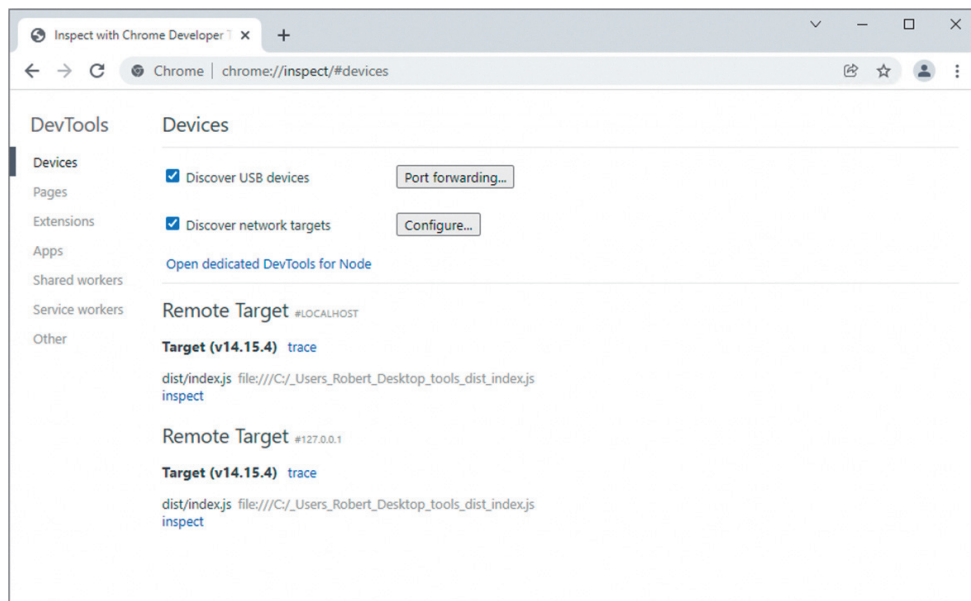 Inspect with Chrome Developer T
Chrome | chrome://inspect/#devices
DevTools
Devices
Pages
Extensions
Apps
Shared workers
Service workers
Other
Devices
Discover USB devices
Port forwarding...
Discover network targets
Configure...
Open dedicated DevTools for Node
Remote Target #LOCALHOST
Target (v14.15.4) trace
dist/index.js file:///C:/_Users_Robert_Desktop_tools_dist_index.js
inspect
Remote Target #127.0.0.1
Target (v14.15.4) trace
dist/index.js file:///C:/_Users_Robert_Desktop_tools_dist_index.js
inspect